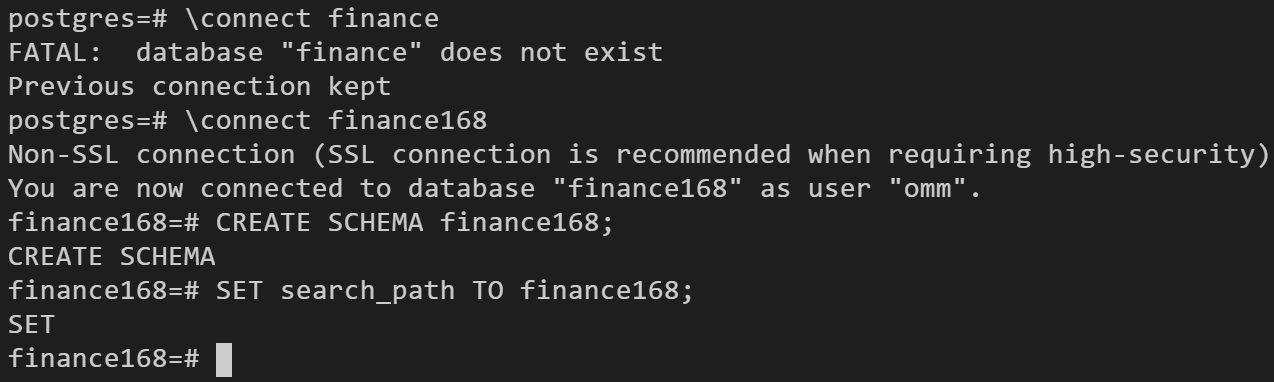 postgres=# \connect finance
FATAL:  database "finance" does not exist
Previous connection kept
postgres=# \connect finance168
Non-SSL connection (SSL connection is recommended when requiring high-security)
You are now connected to database "finance168" as user "omm".
finance168=# CREATE SCHEMA finance168;
CREATE SCHEMA
finance168=# SET search_path TO finance168;
SET
finance168=#